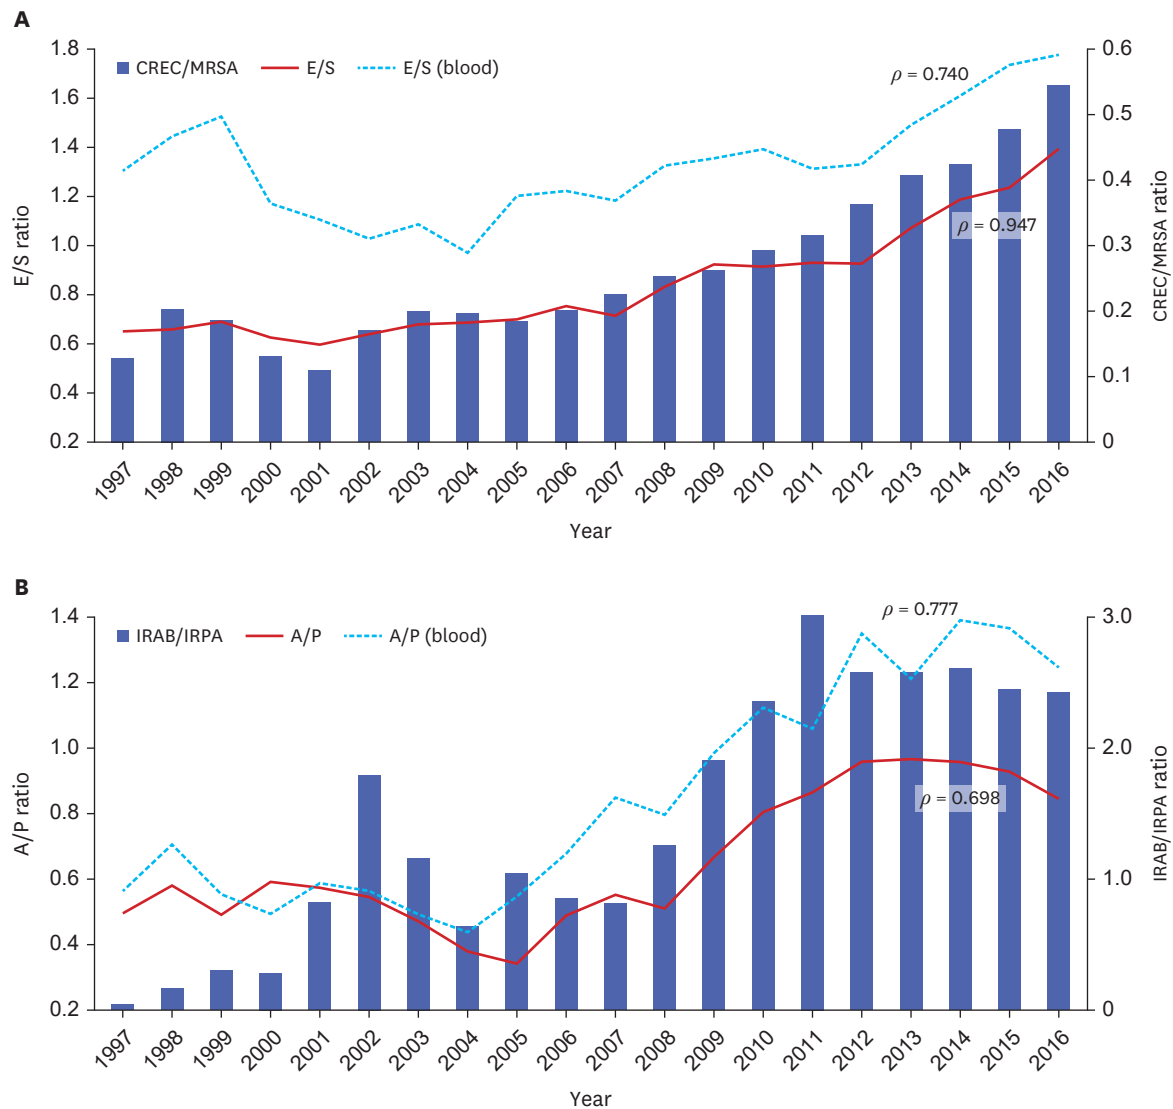 A
1.8
1.6
1.4
1.2
1.0
0.8
0.6
0.4
0.2
E/S ratio
CREC/MRSA E/S E/S (blood)
ρ = 0.740
ρ = 0.947
0.6
0.5
0.4
0.3
0.2
0.1
0
CREC/MRSA ratio
1997 1998 1999 2000 2001 2002 2003 2004 2005 2006 2007 2008 2009 2010 2011 2012 2013 2014 2015 2016
Year
B
1.4
1.2
1.0
0.8
0.6
0.4
0.2
A/P ratio
IRAB/IRPA A/P A/P (blood)
ρ = 0.777
ρ = 0.698
3.0
2.0
1.0
0
IRAB/IRPA ratio
1997 1998 1999 2000 2001 2002 2003 2004 2005 2006 2007 2008 2009 2010 2011 2012 2013 2014 2015 2016
Year